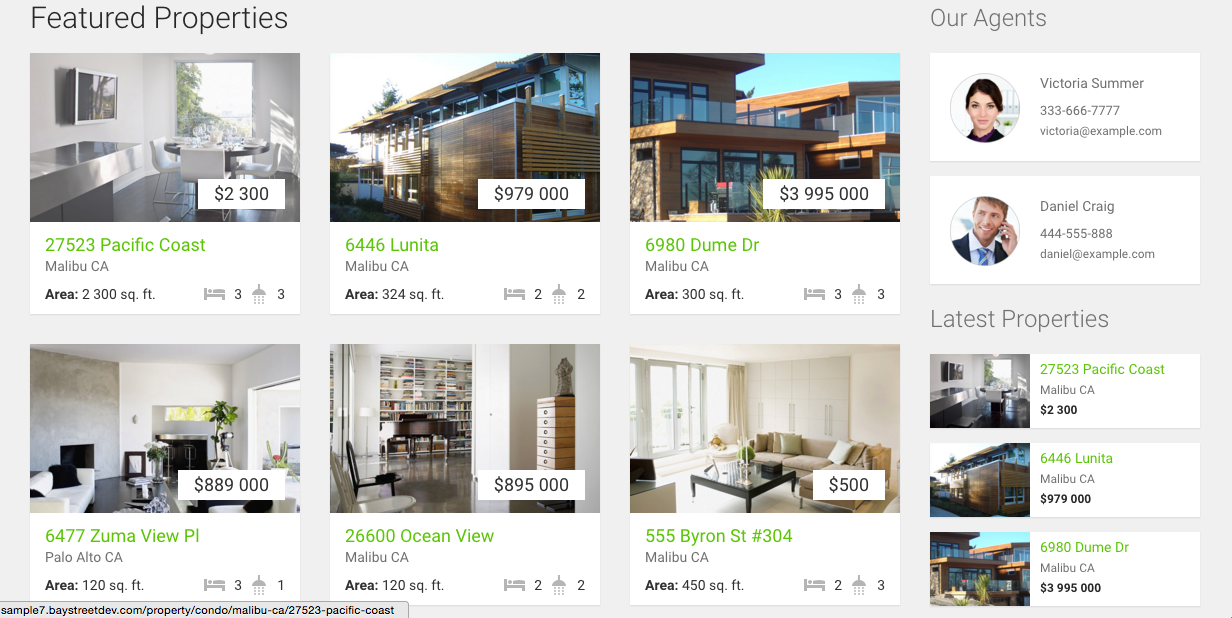 Featured Properties
$2 300
27523 Pacific Coast
Malibu CA
Area: 2 300 sq. ft. 3 3
$979 000
6446 Lunita
Malibu CA
Area: 324 sq. ft. 2 2
$3 995 000
6980 Dume Dr
Malibu CA
Area: 300 sq. ft. 3 3
$889 000
6477 Zuma View Pl
Palo Alto CA
Area: 120 sq. ft. 3 1
$895 000
26600 Ocean View
Malibu CA
Area: 120 sq. ft. 2 2
$500
555 Byron St #304
Malibu CA
Area: 450 sq. ft. 2 3
Our Agents
Victoria Summer
333-666-7777
victoria@example.com
Daniel Craig
444-555-888
daniel@example.com
Latest Properties
27523 Pacific Coast
Malibu CA
$2 300
6446 Lunita
Malibu CA
$979 000
6980 Dume Dr
Malibu CA
$3 995 000
sample7.baystreetdev.com/property/condo/malibu-ca/27523-pacific-coast